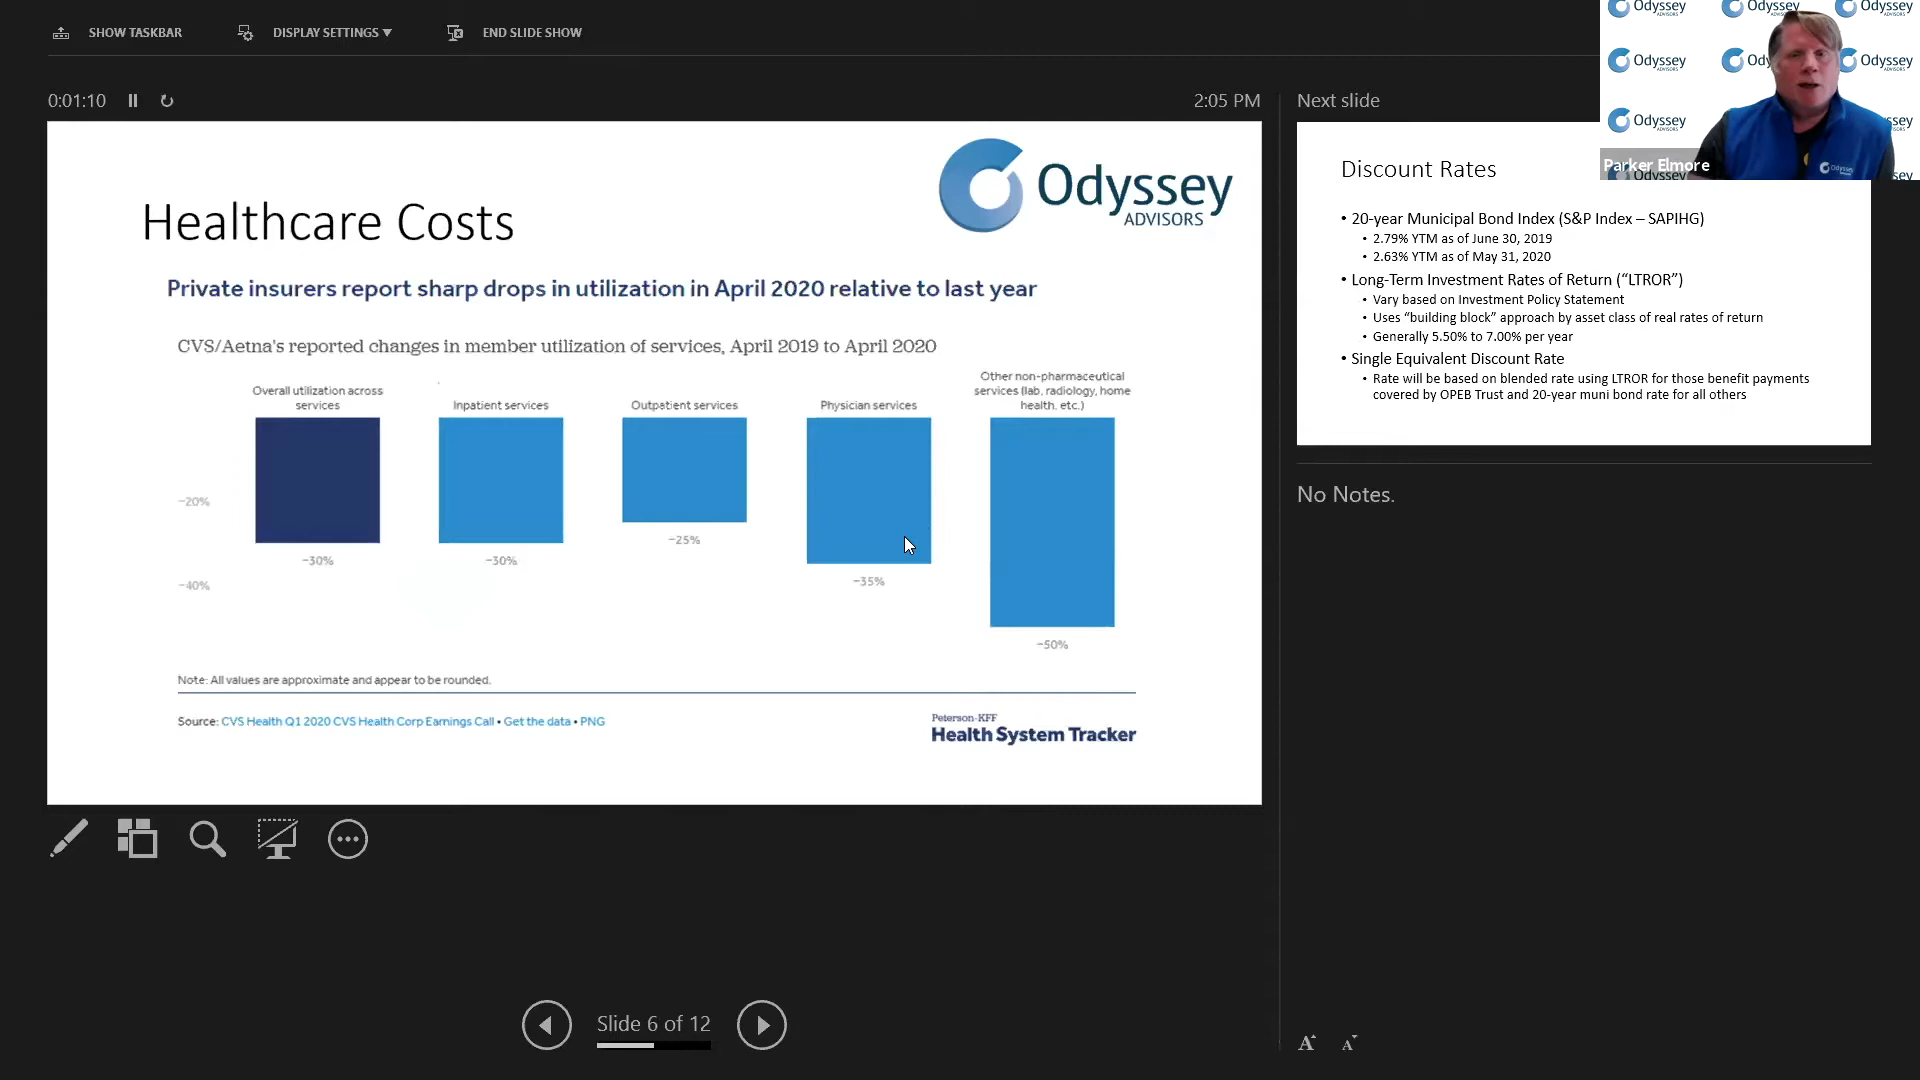 SHOW TASKBAR
DISPLAY SETTINGS ▼
END SLIDE SHOW
0:01:10
2:05 PM
Next slide
Odyssey
ADVISORS
Healthcare Costs
Private insurers report sharp drops in utilization in April 2020 relative to last year
CVS/Aetna's reported changes in member utilization of services, April 2019 to April 2020
Overall utilization across
services
Inpatient services
Outpatient services
Physician services
Other non-pharmaceutical
services (lab, radiology, home
health, etc.)
−20%
−40%
−30%
−30%
−25%
−35%
−50%
Note: All values are approximate and appear to be rounded.
Source: CVS Health Q1 2020 CVS Health Corp Earnings Call • Get the data • PNG
Peterson-KFF
Health System Tracker
Slide 6 of 12
Discount Rates
• 20-year Municipal Bond Index (S&P Index – SAPIHG)
• 2.79% YTM as of June 30, 2019
• 2.63% YTM as of May 31, 2020
• Long-Term Investment Rates of Return (“LTROR”)
• Vary based on Investment Policy Statement
• Uses “building block” approach by asset class of real rates of return
• Generally 5.50% to 7.00% per year
• Single Equivalent Discount Rate
• Rate will be based on blended rate using LTROR for those benefit payments
covered by OPEB Trust and 20-year muni bond rate for all others
No Notes.
A
A
Odyssey
Odyssey
Odyssey
Odyssey
ADVISORS
Odyssey
ADVISORS
Odyssey
ADVISORS
Parker Elmore
Odyssey
Odyssey